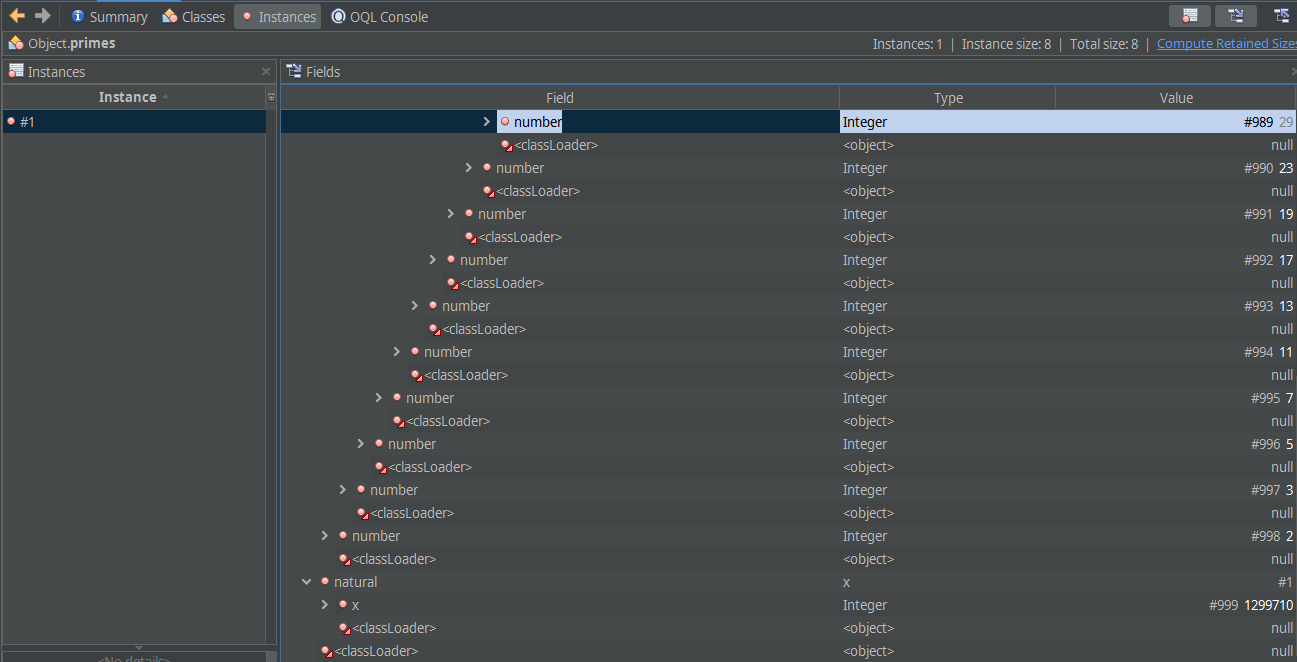 Summary Classes Instances OQL Console
Object.primes Instances: 1 | Instance size: 8 | Total size: 8 | Compute Retained Sizes
Instances Fields
Instance Field Type Value
#1 number Integer #989 29
<classLoader> <object> null
number Integer #990 23
<classLoader> <object> null
number Integer #991 19
<classLoader> <object> null
number Integer #992 17
<classLoader> <object> null
number Integer #993 13
<classLoader> <object> null
number Integer #994 11
<classLoader> <object> null
number Integer #995 7
<classLoader> <object> null
number Integer #996 5
<classLoader> <object> null
number Integer #997 3
<classLoader> <object> null
number Integer #998 2
<classLoader> <object> null
natural x #1
x Integer #999 1299710
<classLoader> <object> null
<classLoader> <object> null
<No details>